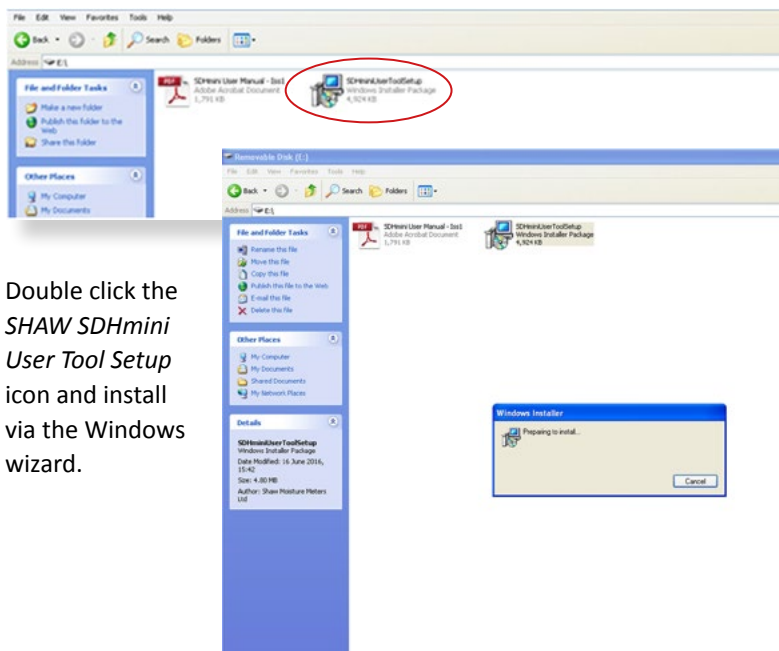 File Edit View Favorites Tools Help
Back Search Folders
Address E:\
File and Folder Tasks
Make a new folder
Publish this folder to the Web
Share this folder
Other Places
My Computer
My Documents
SDHmini User Manual - Iss1
Adobe Acrobat Document
1,791 KB
SDHminiUserToolSetup
Windows Installer Package
4,924 KB
Removable Disk (E:)
File Edit View Favorites Tools Help
Back Search Folders
Address E:\
File and Folder Tasks
Rename this file
Move this file
Copy this file
Publish this file to the Web
E-mail this file
Delete this file
Other Places
My Computer
My Documents
Shared Documents
My Network Places
Details
SDHminiUserToolSetup
Windows Installer Package
Date Modified: 16 June 2016,
15:42
Size: 4.80 MB
Author: Shaw Moisture Meters
Ltd
PDF
SDHmini User Manual - Iss1
Adobe Acrobat Document
1,791 KB
SDHminiUserToolSetup
Windows Installer Package
4,924 KB
Windows Installer
Preparing to install...
Cancel
Double click the
SHAW SDHmini
User Tool Setup
icon and install
via the Windows
wizard.